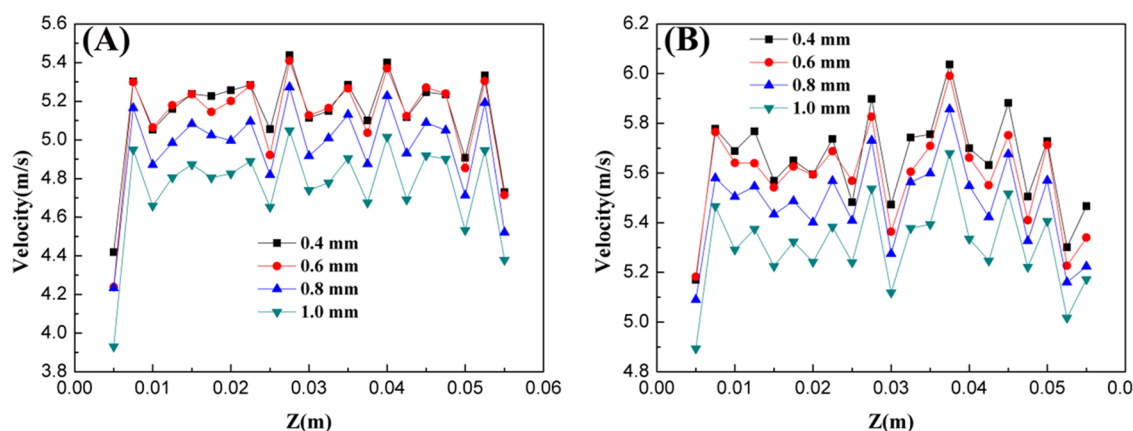 (A)
Velocity(m/s)
5.6
5.4
5.2
5.0
4.8
4.6
4.4
4.2
4.0
3.8
0.4 mm
0.6 mm
0.8 mm
1.0 mm
0.00 0.01 0.02 0.03 0.04 0.05 0.06
Z(m)
(B)
Velocity(m/s)
6.2
6.0
5.8
5.6
5.4
5.2
5.0
4.8
0.4 mm
0.6 mm
0.8 mm
1.0 mm
0.00 0.01 0.02 0.03 0.04 0.05 0.0
Z(m)